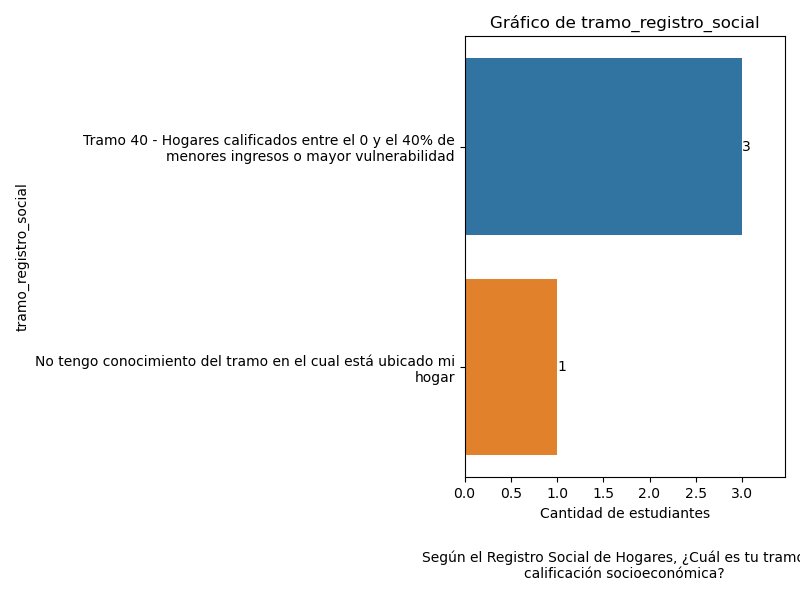 Gráfico de tramo_registro_social
Tramo 40 - Hogares calificados entre el 0 y el 40% de
menores ingresos o mayor vulnerabilidad
3
tramo_registro_social
No tengo conocimiento del tramo en el cual está ubicado mi
hogar
1
0.0 0.5 1.0 1.5 2.0 2.5 3.0
Cantidad de estudiantes
Según el Registro Social de Hogares, ¿Cuál es tu tramo
calificación socioeconómica?